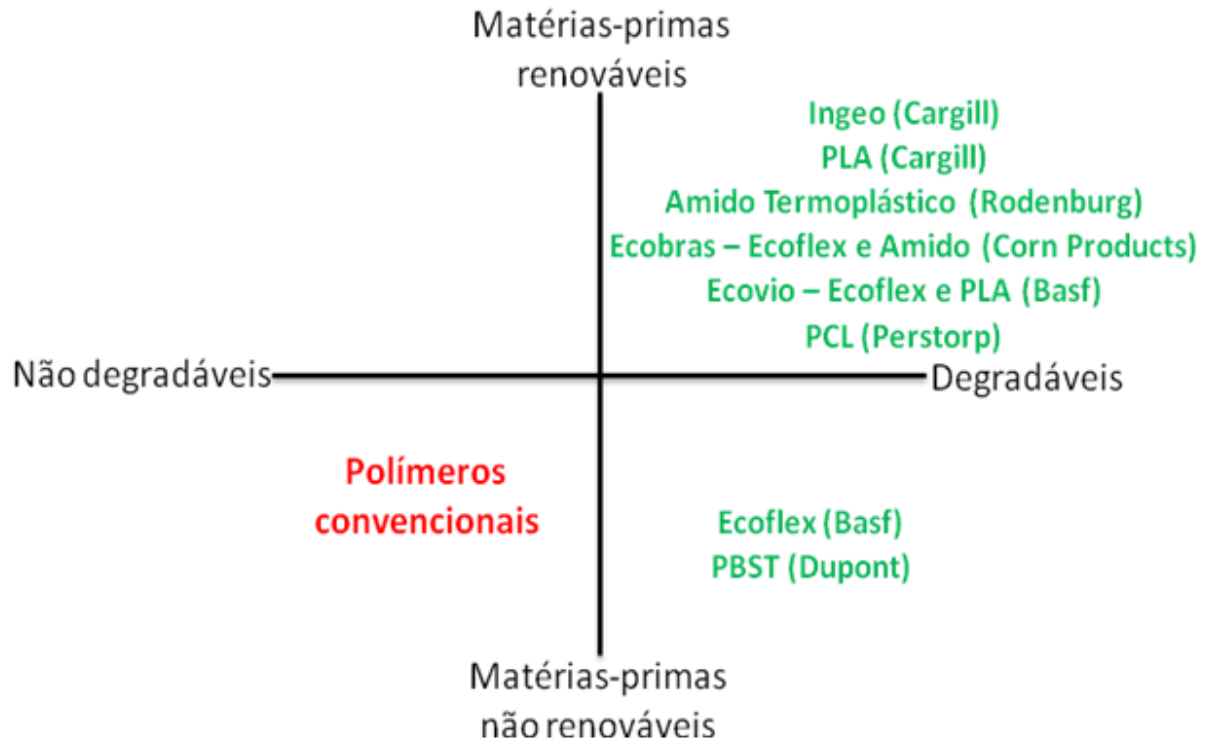 Matérias-primas
renováveis
Ingeo (Cargill)
PLA (Cargill)
Amido Termoplástico (Rodenburg)
Ecobras – Ecoflex e Amido (Corn Products)
Ecovio – Ecoflex e PLA (Basf)
PCL (Perstorp)
Não degradáveis
Degradáveis
Polímeros
convencionais
Ecoflex (Basf)
PBST (Dupont)
Matérias-primas
não renováveis